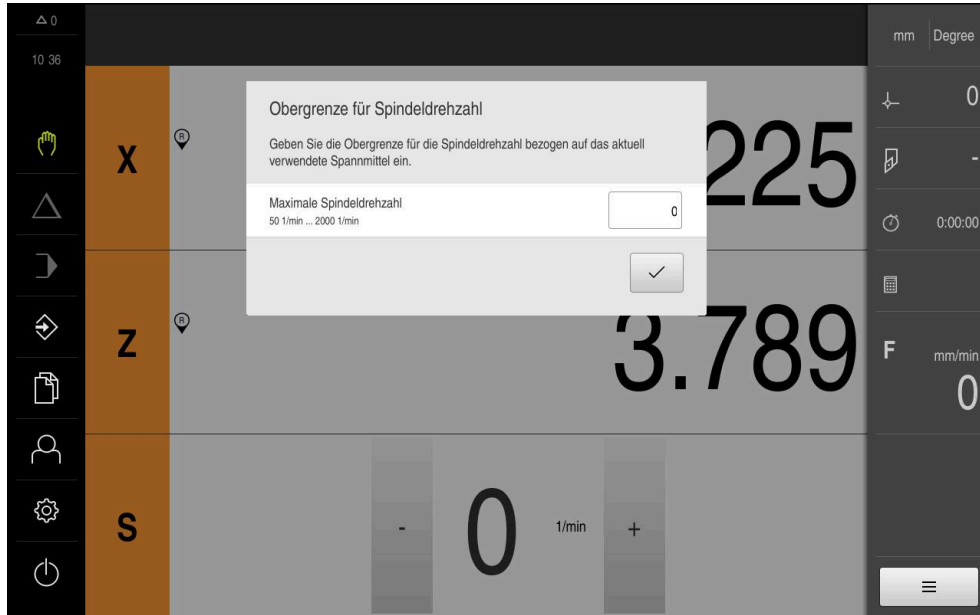 0
10 36
mm Degree
X
R
225
0
-
0:00:00
Obergrenze für Spindeldrehzahl
Geben Sie die Obergrenze für die Spindeldrehzahl bezogen auf das aktuell
verwendete Spannmittel ein.
Maximale Spindeldrehzahl
50 1/min ... 2000 1/min
0
Z
R
3.789
F mm/min
0
S
- 0 1/min +